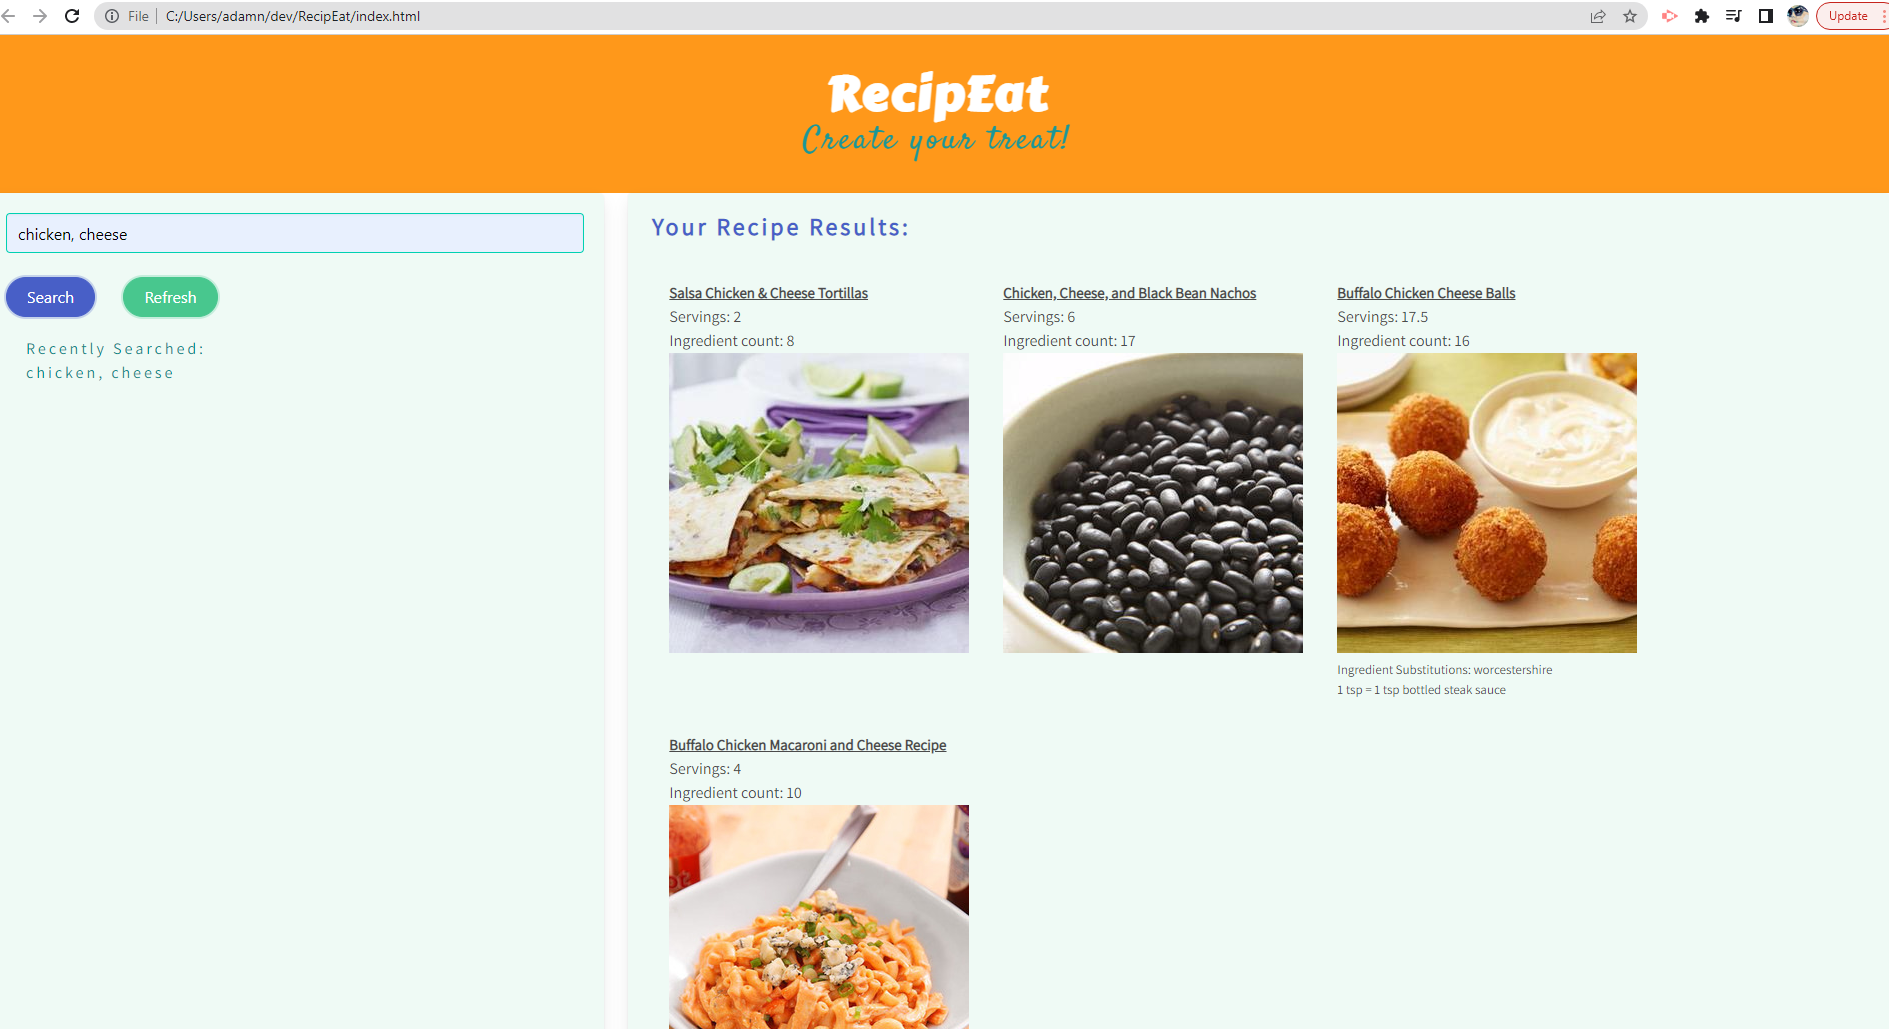 File
C:/Users/adamn/dev/RecipEat/index.html
Update
RecipEat
Create your treat!
chicken, cheese
Search
Refresh
Recently Searched:
chicken, cheese
Your Recipe Results:
Salsa Chicken & Cheese Tortillas
Servings: 2
Ingredient count: 8
Chicken, Cheese, and Black Bean Nachos
Servings: 6
Ingredient count: 17
Buffalo Chicken Cheese Balls
Servings: 17.5
Ingredient count: 16
Ingredient Substitutions: worcestershire
1 tsp = 1 tsp bottled steak sauce
Buffalo Chicken Macaroni and Cheese Recipe
Servings: 4
Ingredient count: 10